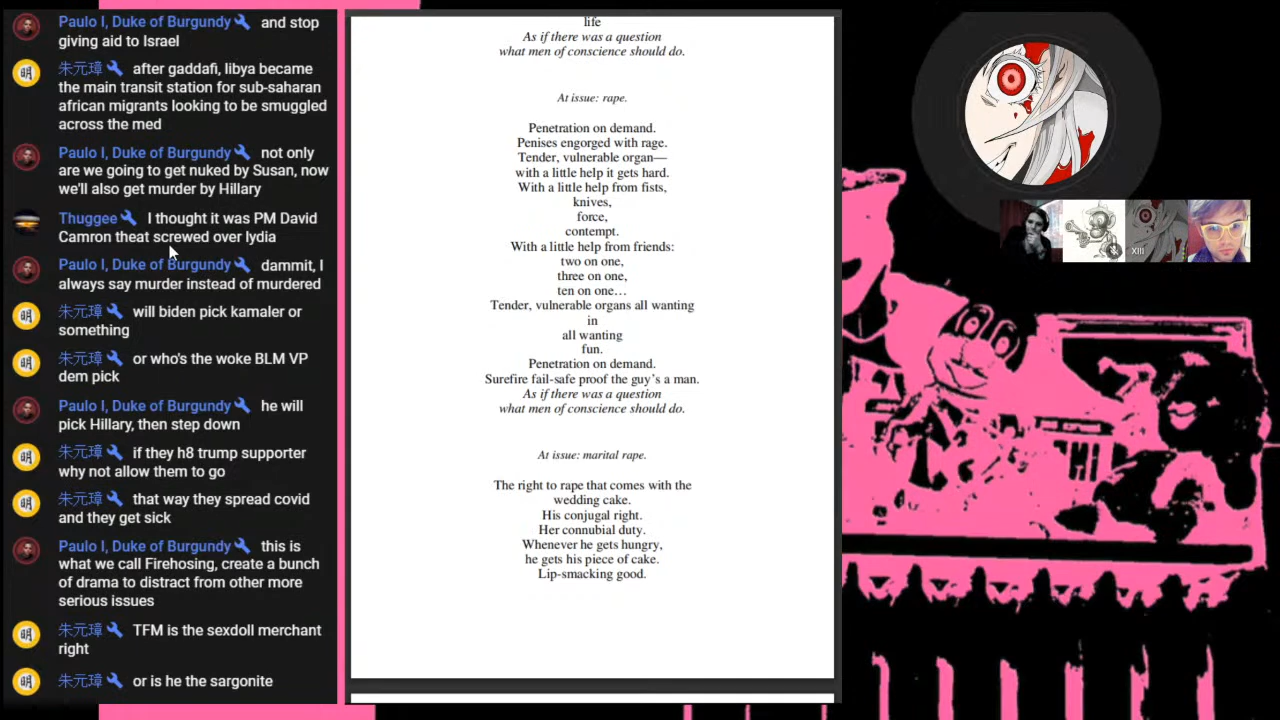 Paulo I, Duke of Burgundy and stop
giving aid to Israel
朱元璋 after gaddafi, libya became
the main transit station for sub-saharan
african migrants looking to be smuggled
across the med
Paulo I, Duke of Burgundy not only
are we going to get nuked by Susan, now
we'll also get murder by Hillary
Thuggee I thought it was PM David
Camron theat screwed over lydia
Paulo I, Duke of Burgundy dammit, I
always say murder instead of murdered
朱元璋 will biden pick kamaler or
something
朱元璋 or who's the woke BLM VP
dem pick
Paulo I, Duke of Burgundy he will
pick Hillary, then step down
朱元璋 if they h8 trump supporter
why not allow them to go
朱元璋 that way they spread covid
and they get sick
Paulo I, Duke of Burgundy this is
what we call Firehosing, create a bunch
of drama to distract from other more
serious issues
朱元璋 TFM is the sexdoll merchant
right
朱元璋 or is he the sargonite
明
明
明
明
明
明
明
life
As if there was a question
what men of conscience should do.
At issue: rape.
Penetration on demand.
Penises engorged with rage.
Tender, vulnerable organ—
with a little help it gets hard.
With a little help from fists,
knives,
force,
contempt.
With a little help from friends:
two on one,
three on one,
ten on one…
Tender, vulnerable organs all wanting
in
all wanting
fun.
Penetration on demand.
Surefire fail-safe proof the guy's a man.
As if there was a question
what men of conscience should do.
At issue: marital rape.
The right to rape that comes with the
wedding cake.
His conjugal right.
Her connubial duty.
Whenever he gets hungry,
he gets his piece of cake.
Lip-smacking good.
XIII